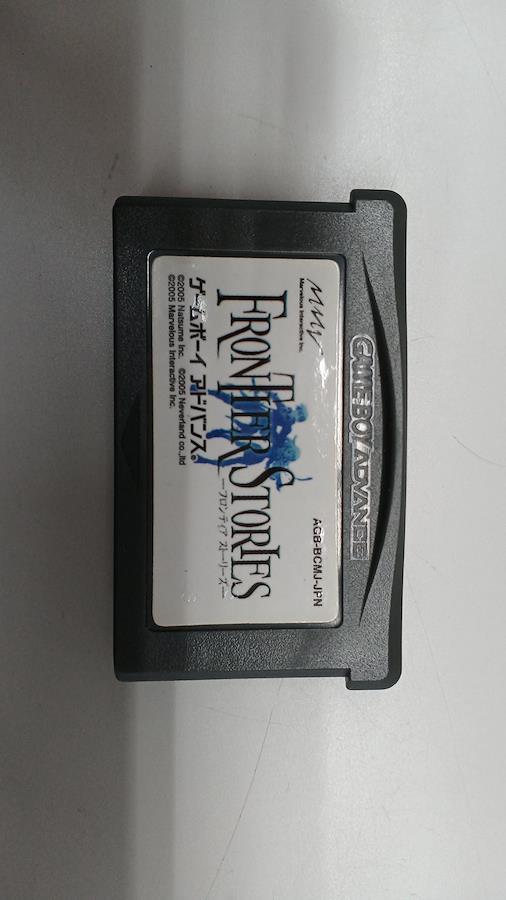 GAME BOY ADVANCE
MMV
Marvelous Interactive Inc.
AGB-BCMJ-JPN
FRONTIER STORIES
—フロンティア ストーリーズ—
ゲームボーイ アドバンス。
©2005 Natsume Inc. ©2005 Neverland co.,ltd
©2005 Marvelous Interactive Inc.